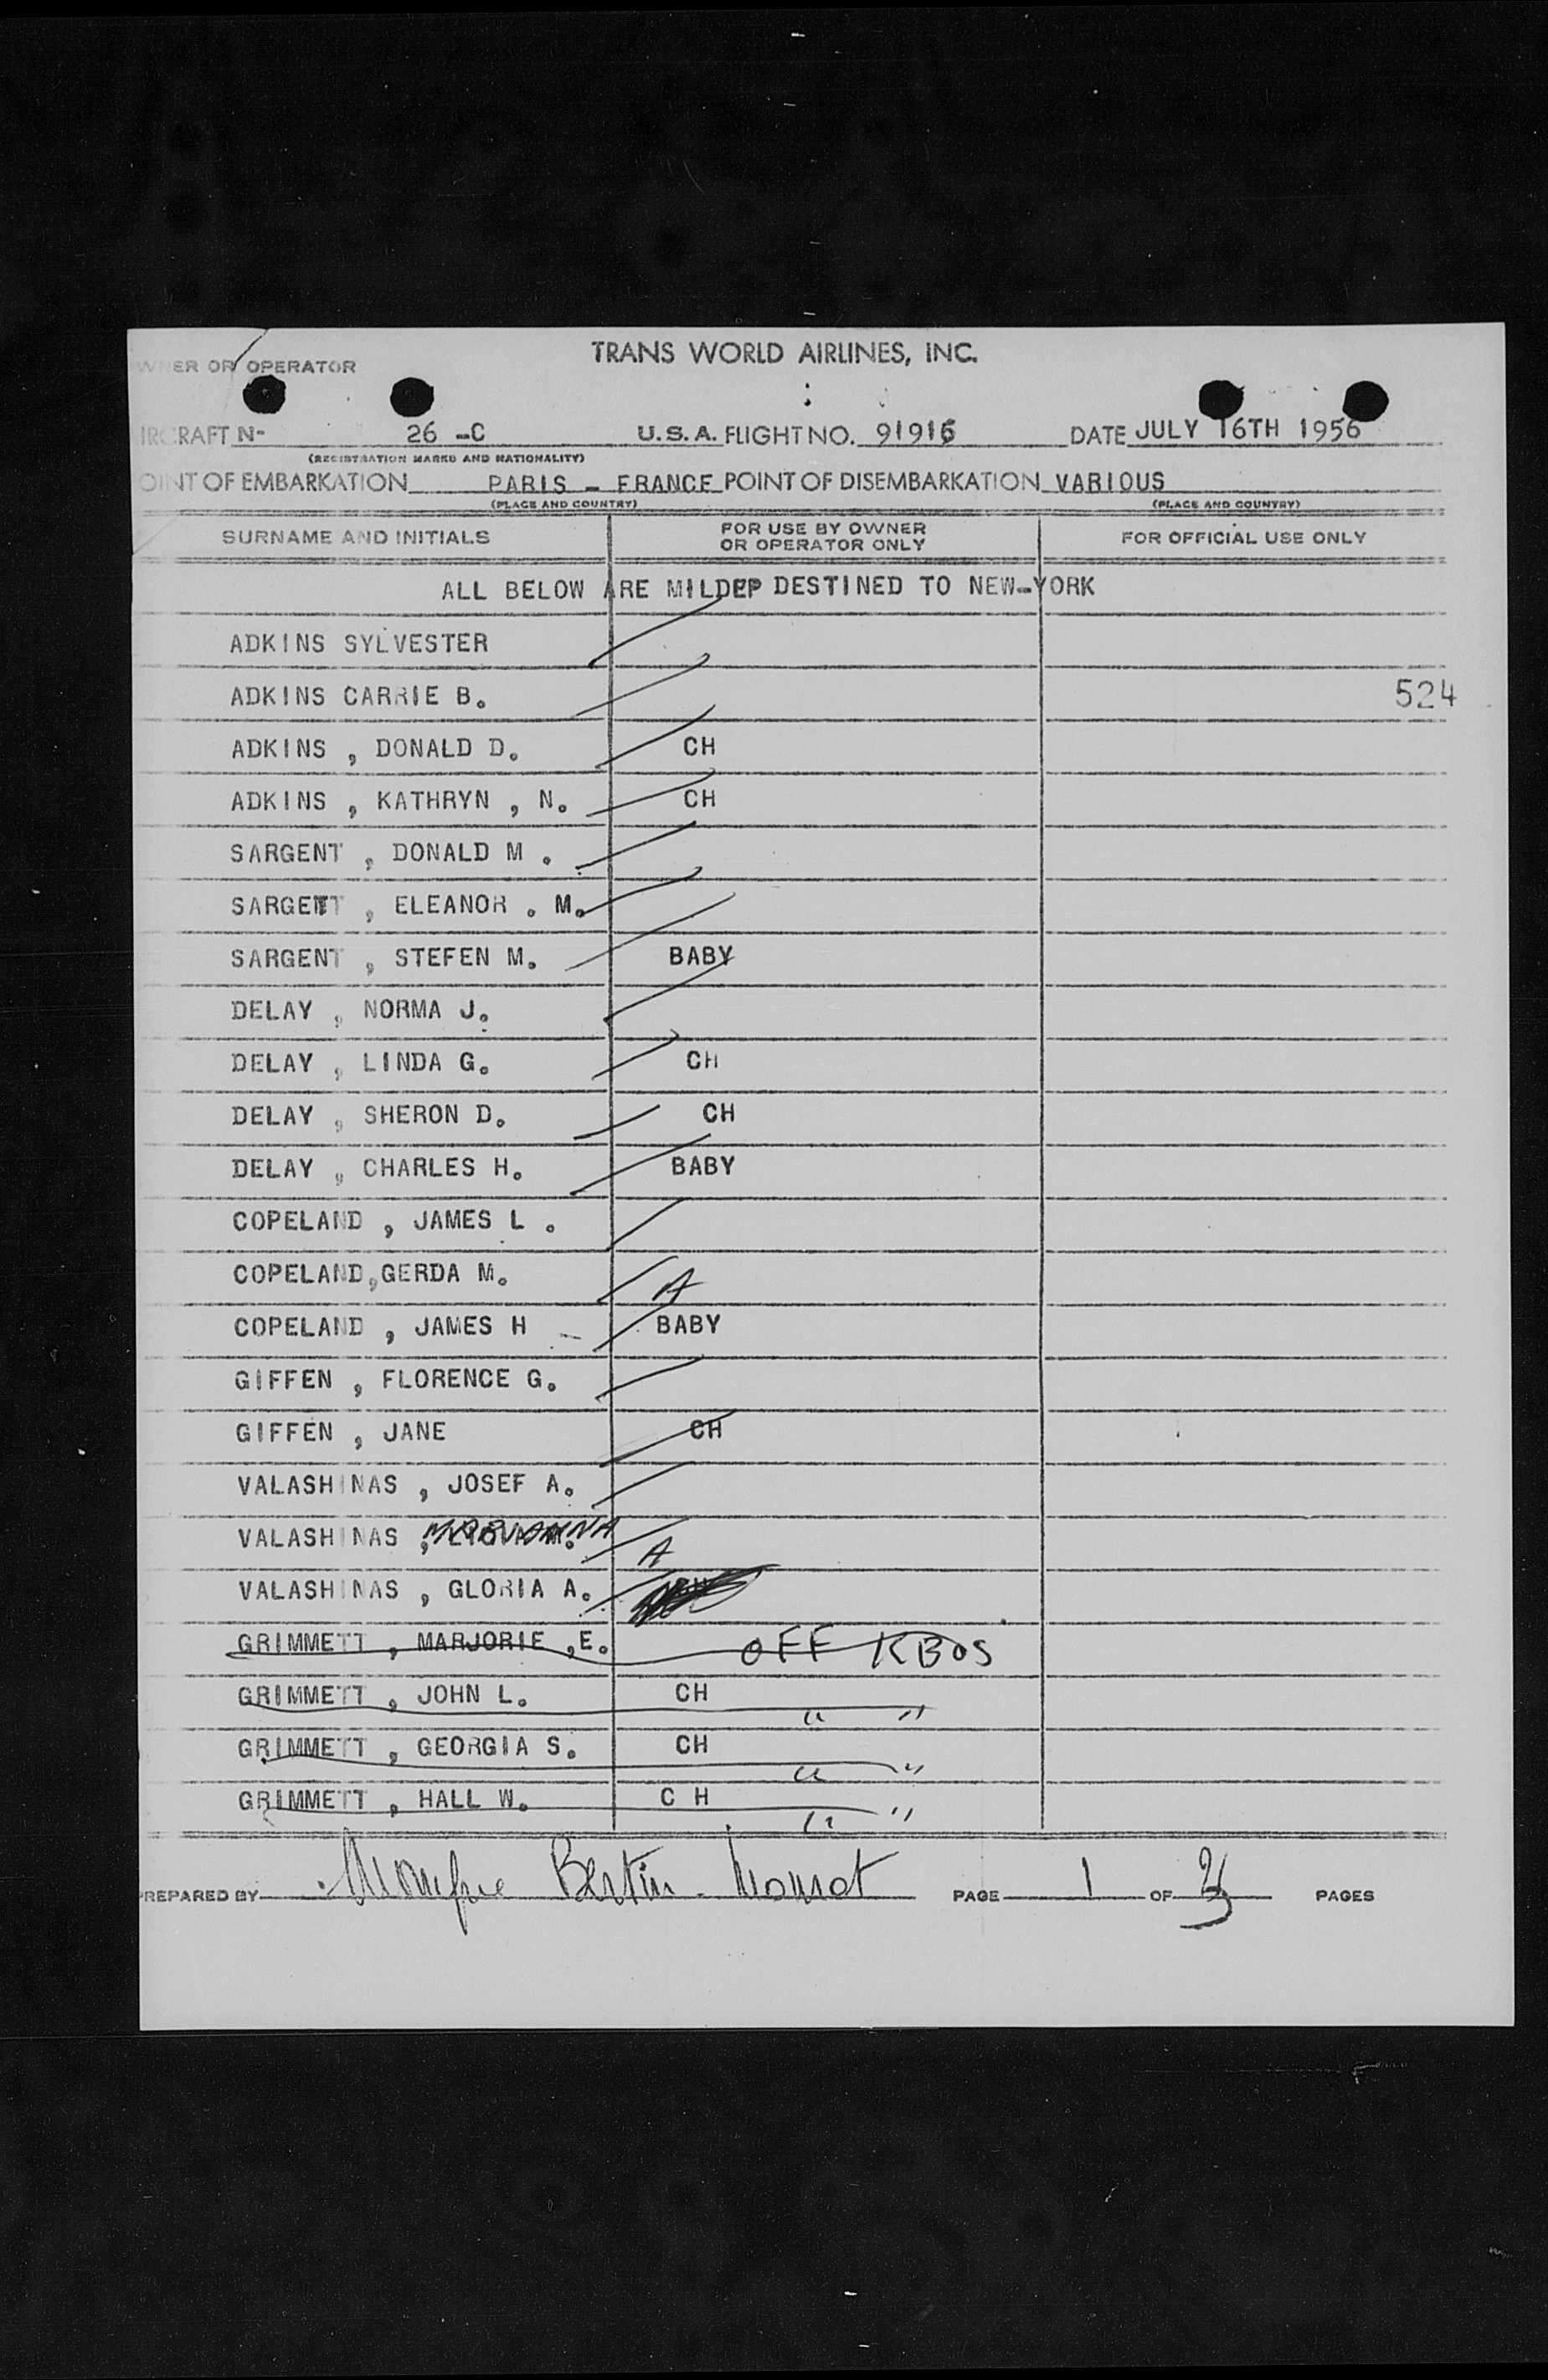 TRANS WORLD AIRLINES, INC.
OWNER OR OPERATOR
AIRCRAFT N- 26 -C U.S.A. FLIGHT NO. 91916 DATE JULY 16TH 1956
(REGISTRATION MARKS AND NATIONALITY)
POINT OF EMBARKATION PARIS - FRANCE POINT OF DISEMBARKATION VARIOUS
(PLACE AND COUNTRY) (PLACE AND COUNTRY)
SURNAME AND INITIALS FOR USE BY OWNER OR OPERATOR ONLY FOR OFFICIAL USE ONLY
ALL BELOW ARE MILDEP DESTINED TO NEW-YORK
ADKINS SYLVESTER
ADKINS CARRIE B. 524
ADKINS , DONALD D. CH
ADKINS , KATHRYN , N. CH
SARGENT , DONALD M .
SARGENT , ELEANOR . M.
SARGENT , STEFEN M. BABY
DELAY , NORMA J.
DELAY , LINDA G. CH
DELAY , SHERON D. CH
DELAY , CHARLES H. BABY
COPELAND , JAMES L .
COPELAND,GERDA M. A
COPELAND , JAMES H BABY
GIFFEN , FLORENCE G.
GIFFEN , JANE CH
VALASHINAS , JOSEF A.
VALASHINAS , MARIANNA A
VALASHINAS , GLORIA A.
GRIMMETT , MARJORIE ,E. OFF KBOS
GRIMMETT , JOHN L. CH " "
GRIMMETT , GEORGIA S. CH " "
GRIMMETT , HALL W. C H " "
PREPARED BY Bertin PAGE 1 OF 3 PAGES